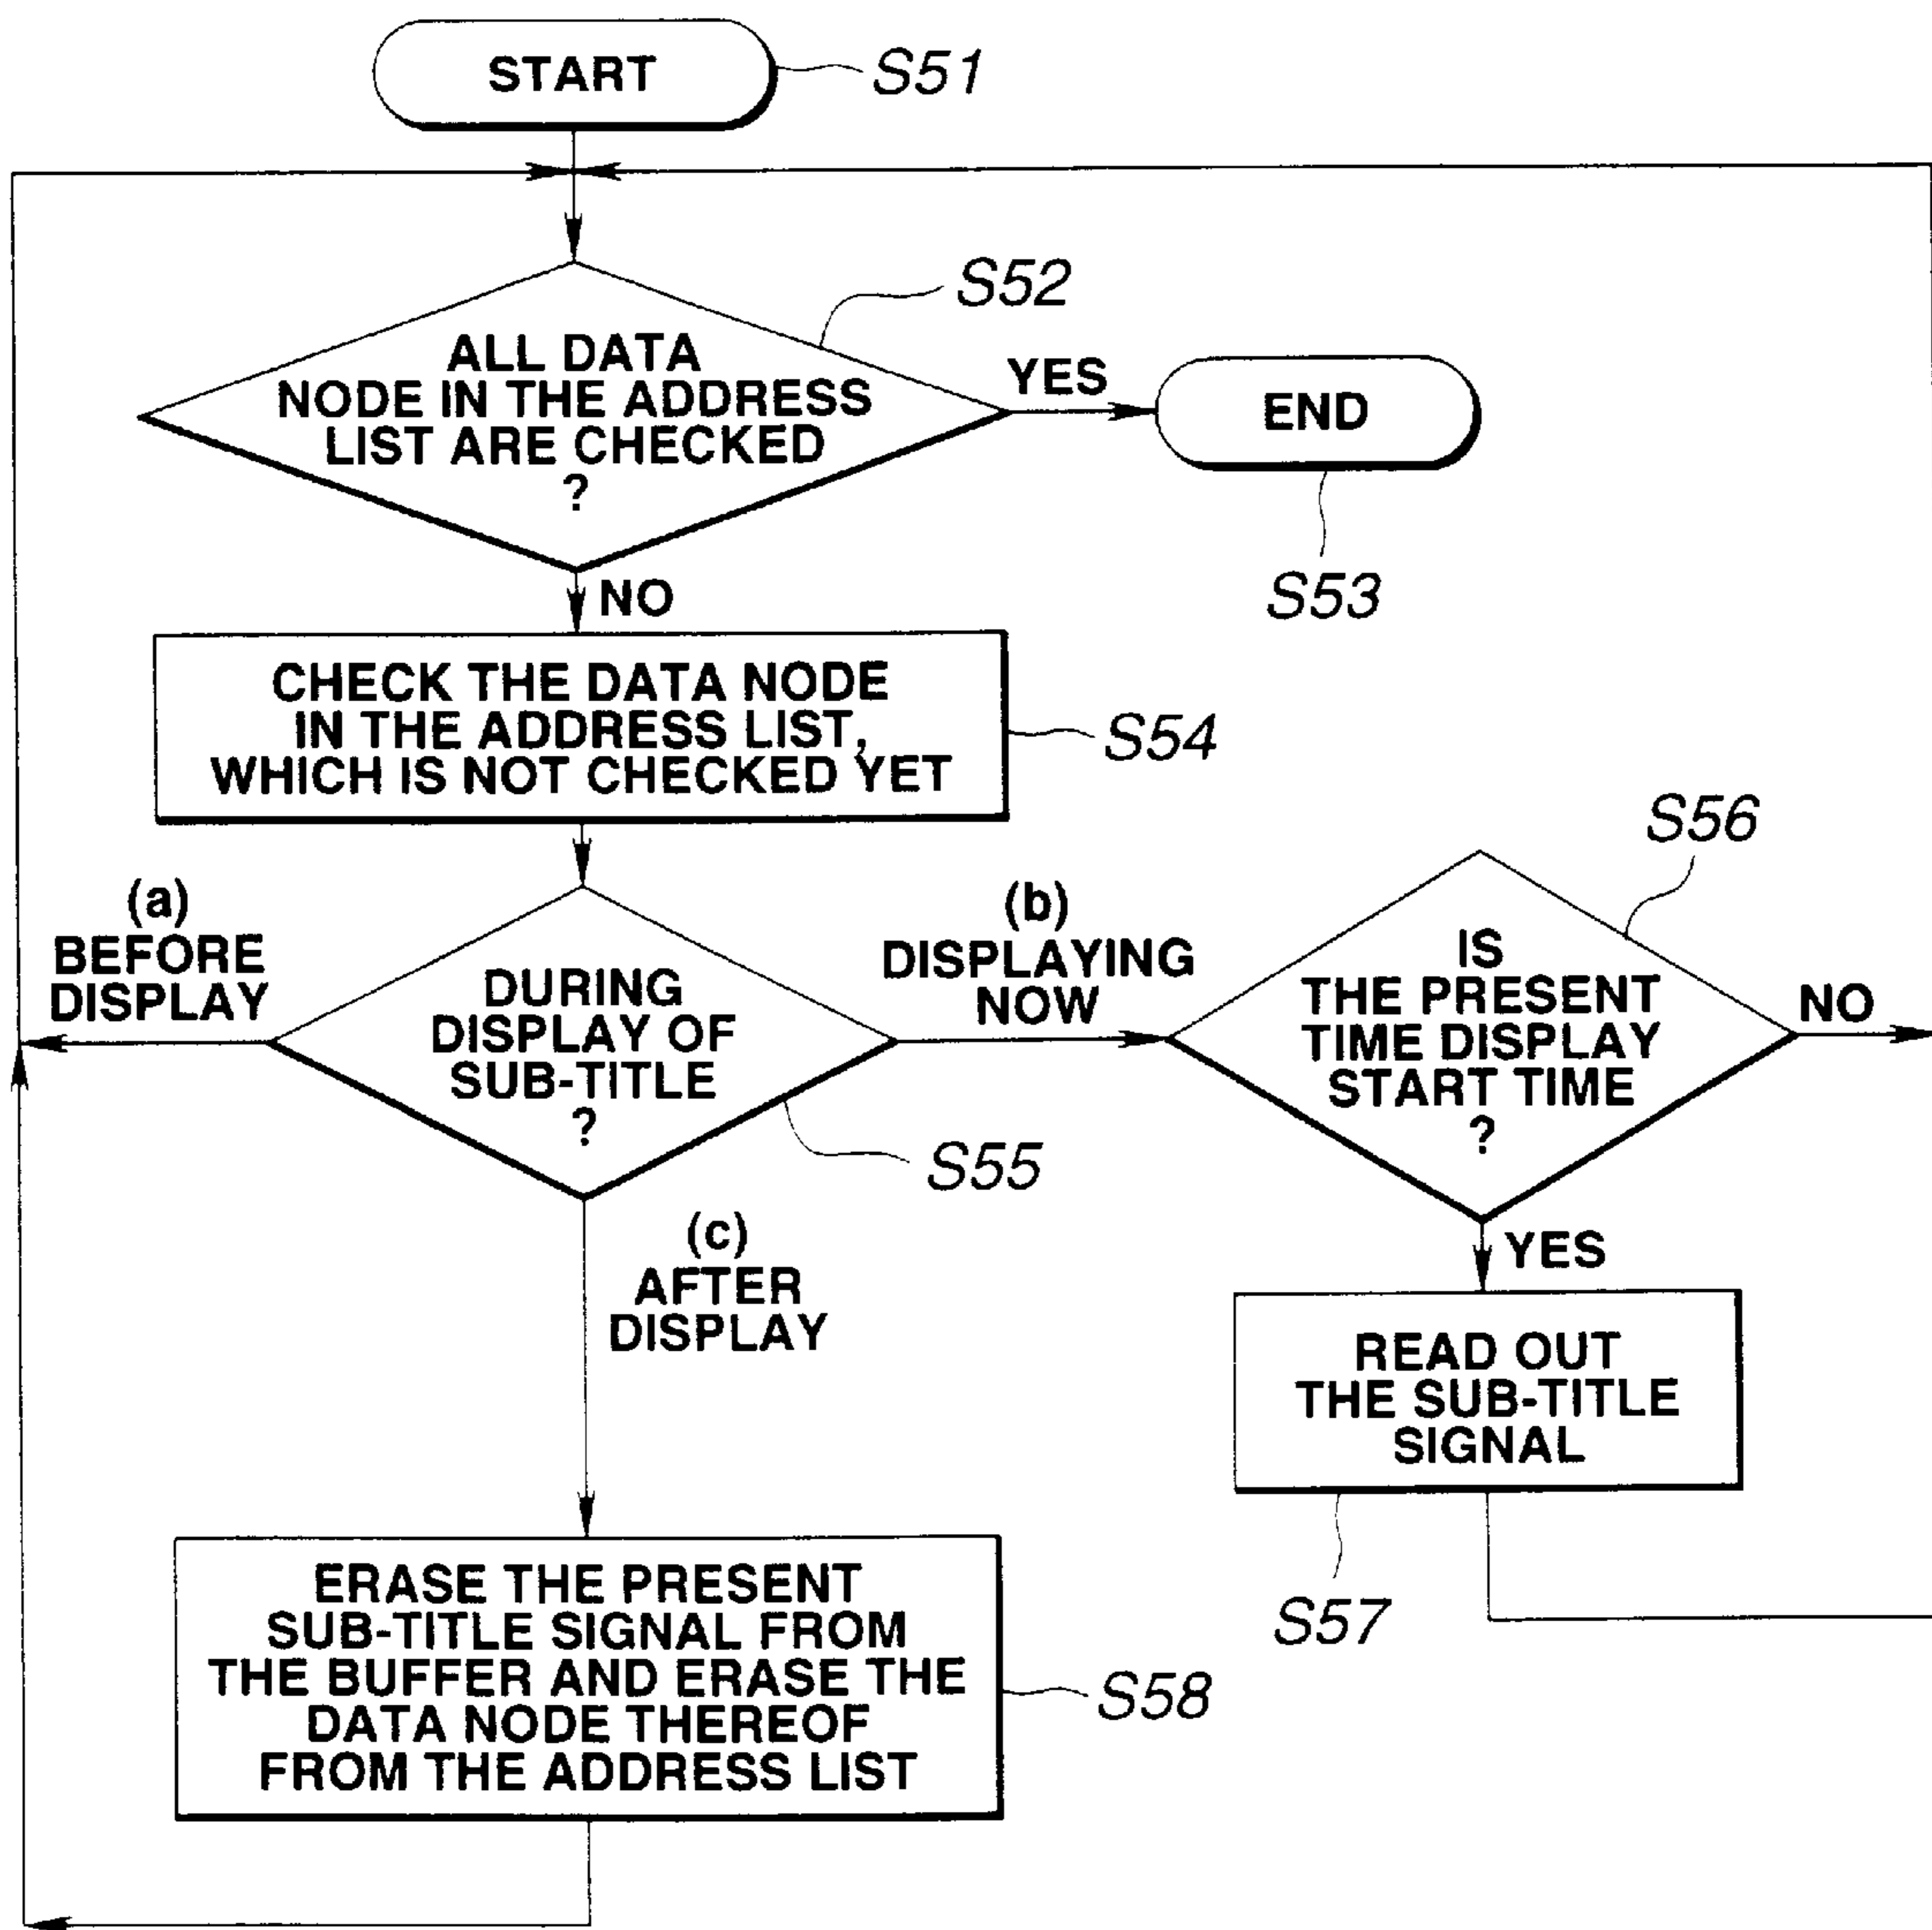 START
S51
S52
ALL DATA
NODE IN THE ADDRESS
LIST ARE CHECKED
?
YES
END
S53
NO
CHECK THE DATA NODE
IN THE ADDRESS LIST,
WHICH IS NOT CHECKED YET
S54
S56
(a)
BEFORE
DISPLAY
DURING
DISPLAY OF
SUB-TITLE
?
S55
(b)
DISPLAYING
NOW
IS
THE PRESENT
TIME DISPLAY
START TIME
?
NO
YES
(c)
AFTER
DISPLAY
READ OUT
THE SUB-TITLE
SIGNAL
S57
ERASE THE PRESENT
SUB-TITLE SIGNAL FROM
THE BUFFER AND ERASE THE
DATA NODE THEREOF
FROM THE ADDRESS LIST
S58